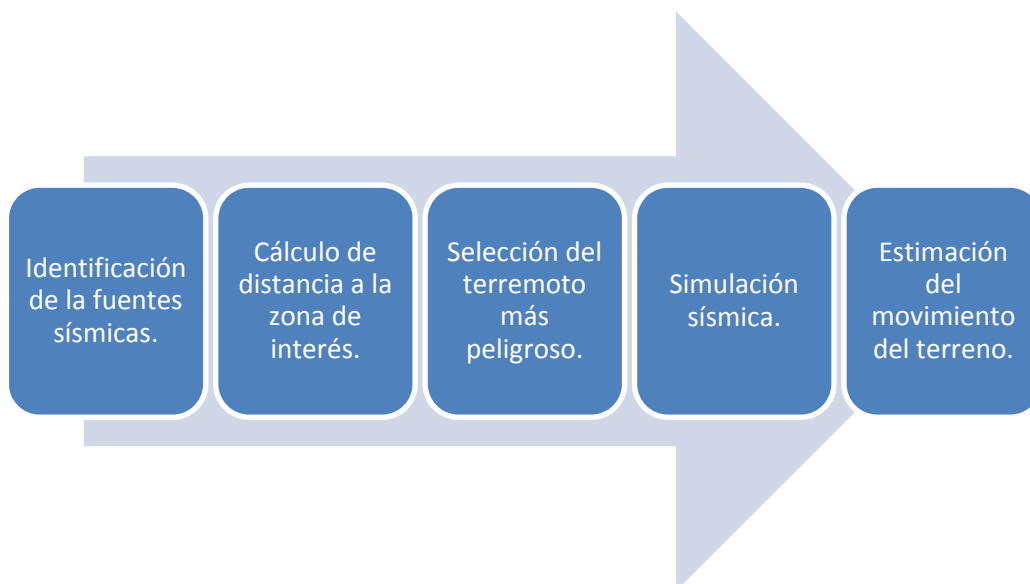 Identificación
de la fuentes
sísmicas.
Cálculo de
distancia a la
zona de
interés.
Selección del
terremoto
más
peligroso.
Simulación
sísmica.
Estimación
del
movimiento
del terreno.